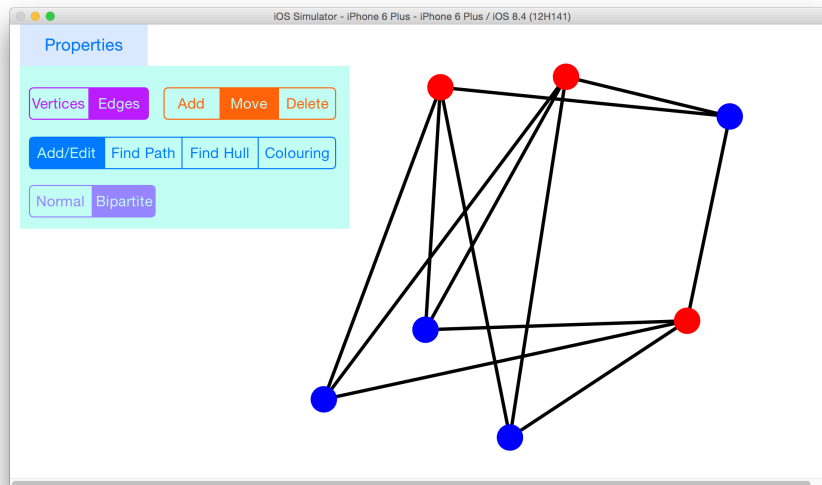 iOS Simulator - iPhone 6 Plus - iPhone 6 Plus / iOS 8.4 (12H141)
Properties
Vertices Edges Add Move Delete
Add/Edit Find Path Find Hull Colouring
Normal Bipartite